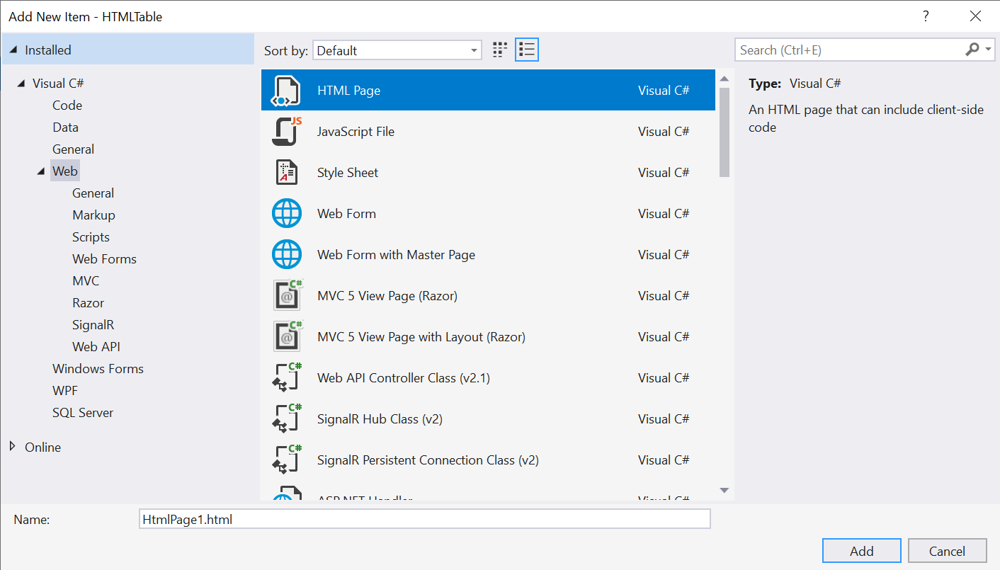 Add New Item - HTMLTable
?
Installed
Sort by: Default
Search (Ctrl+E)
Visual C#
Code
Data
General
Web
General
Markup
Scripts
Web Forms
MVC
Razor
SignalR
Web API
Windows Forms
WPF
SQL Server
Online
HTML Page Visual C#
JS
JavaScript File Visual C#
A
Style Sheet Visual C#
Web Form Visual C#
Web Form with Master Page Visual C#
C#
@
MVC 5 View Page (Razor) Visual C#
C#
@
MVC 5 View Page with Layout (Razor) Visual C#
C#
Web API Controller Class (v2.1) Visual C#
C#
SignalR Hub Class (v2) Visual C#
C#
SignalR Persistent Connection Class (v2) Visual C#
ASP.NET Handler Visual C#
Type: Visual C#
An HTML page that can include client-side
code
Name: HtmlPage1.html
Add Cancel